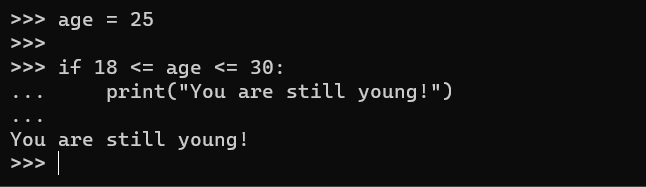 >>> age = 25
>>>
>>> if 18 <= age <= 30:
...     print("You are still young!")
...
You are still young!
>>>